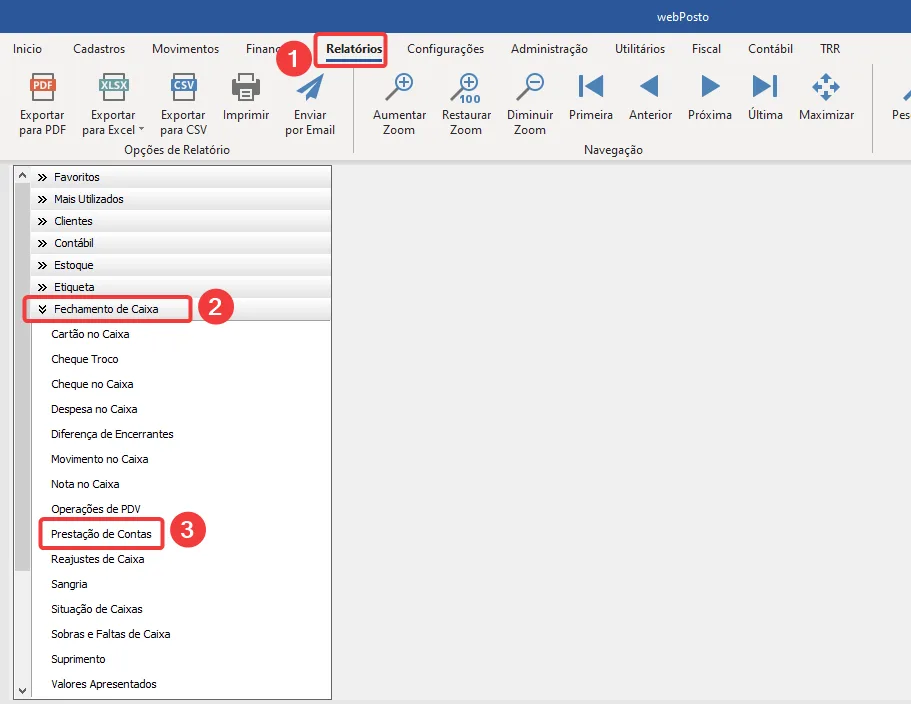 webPosto
Inicio Cadastros Movimentos Financ Relatórios Configurações Administração Utilitários Fiscal Contábil TRR
1
PDF XLSX CSV 100
Exportar para PDF
Exportar para Excel
Exportar para CSV
Imprimir
Enviar por Email
Aumentar Zoom
Restaurar Zoom
Diminuir Zoom
Primeira
Anterior
Próxima
Última
Maximizar
Pes
Opções de Relatório
Navegação
Favoritos
Mais Utilizados
Clientes
Contábil
Estoque
Etiqueta
Fechamento de Caixa
2
Cartão no Caixa
Cheque Troco
Cheque no Caixa
Despesa no Caixa
Diferença de Encerrantes
Movimento no Caixa
Nota no Caixa
Operações de PDV
Prestação de Contas
3
Reajustes de Caixa
Sangria
Situação de Caixas
Sobras e Faltas de Caixa
Suprimento
Valores Apresentados